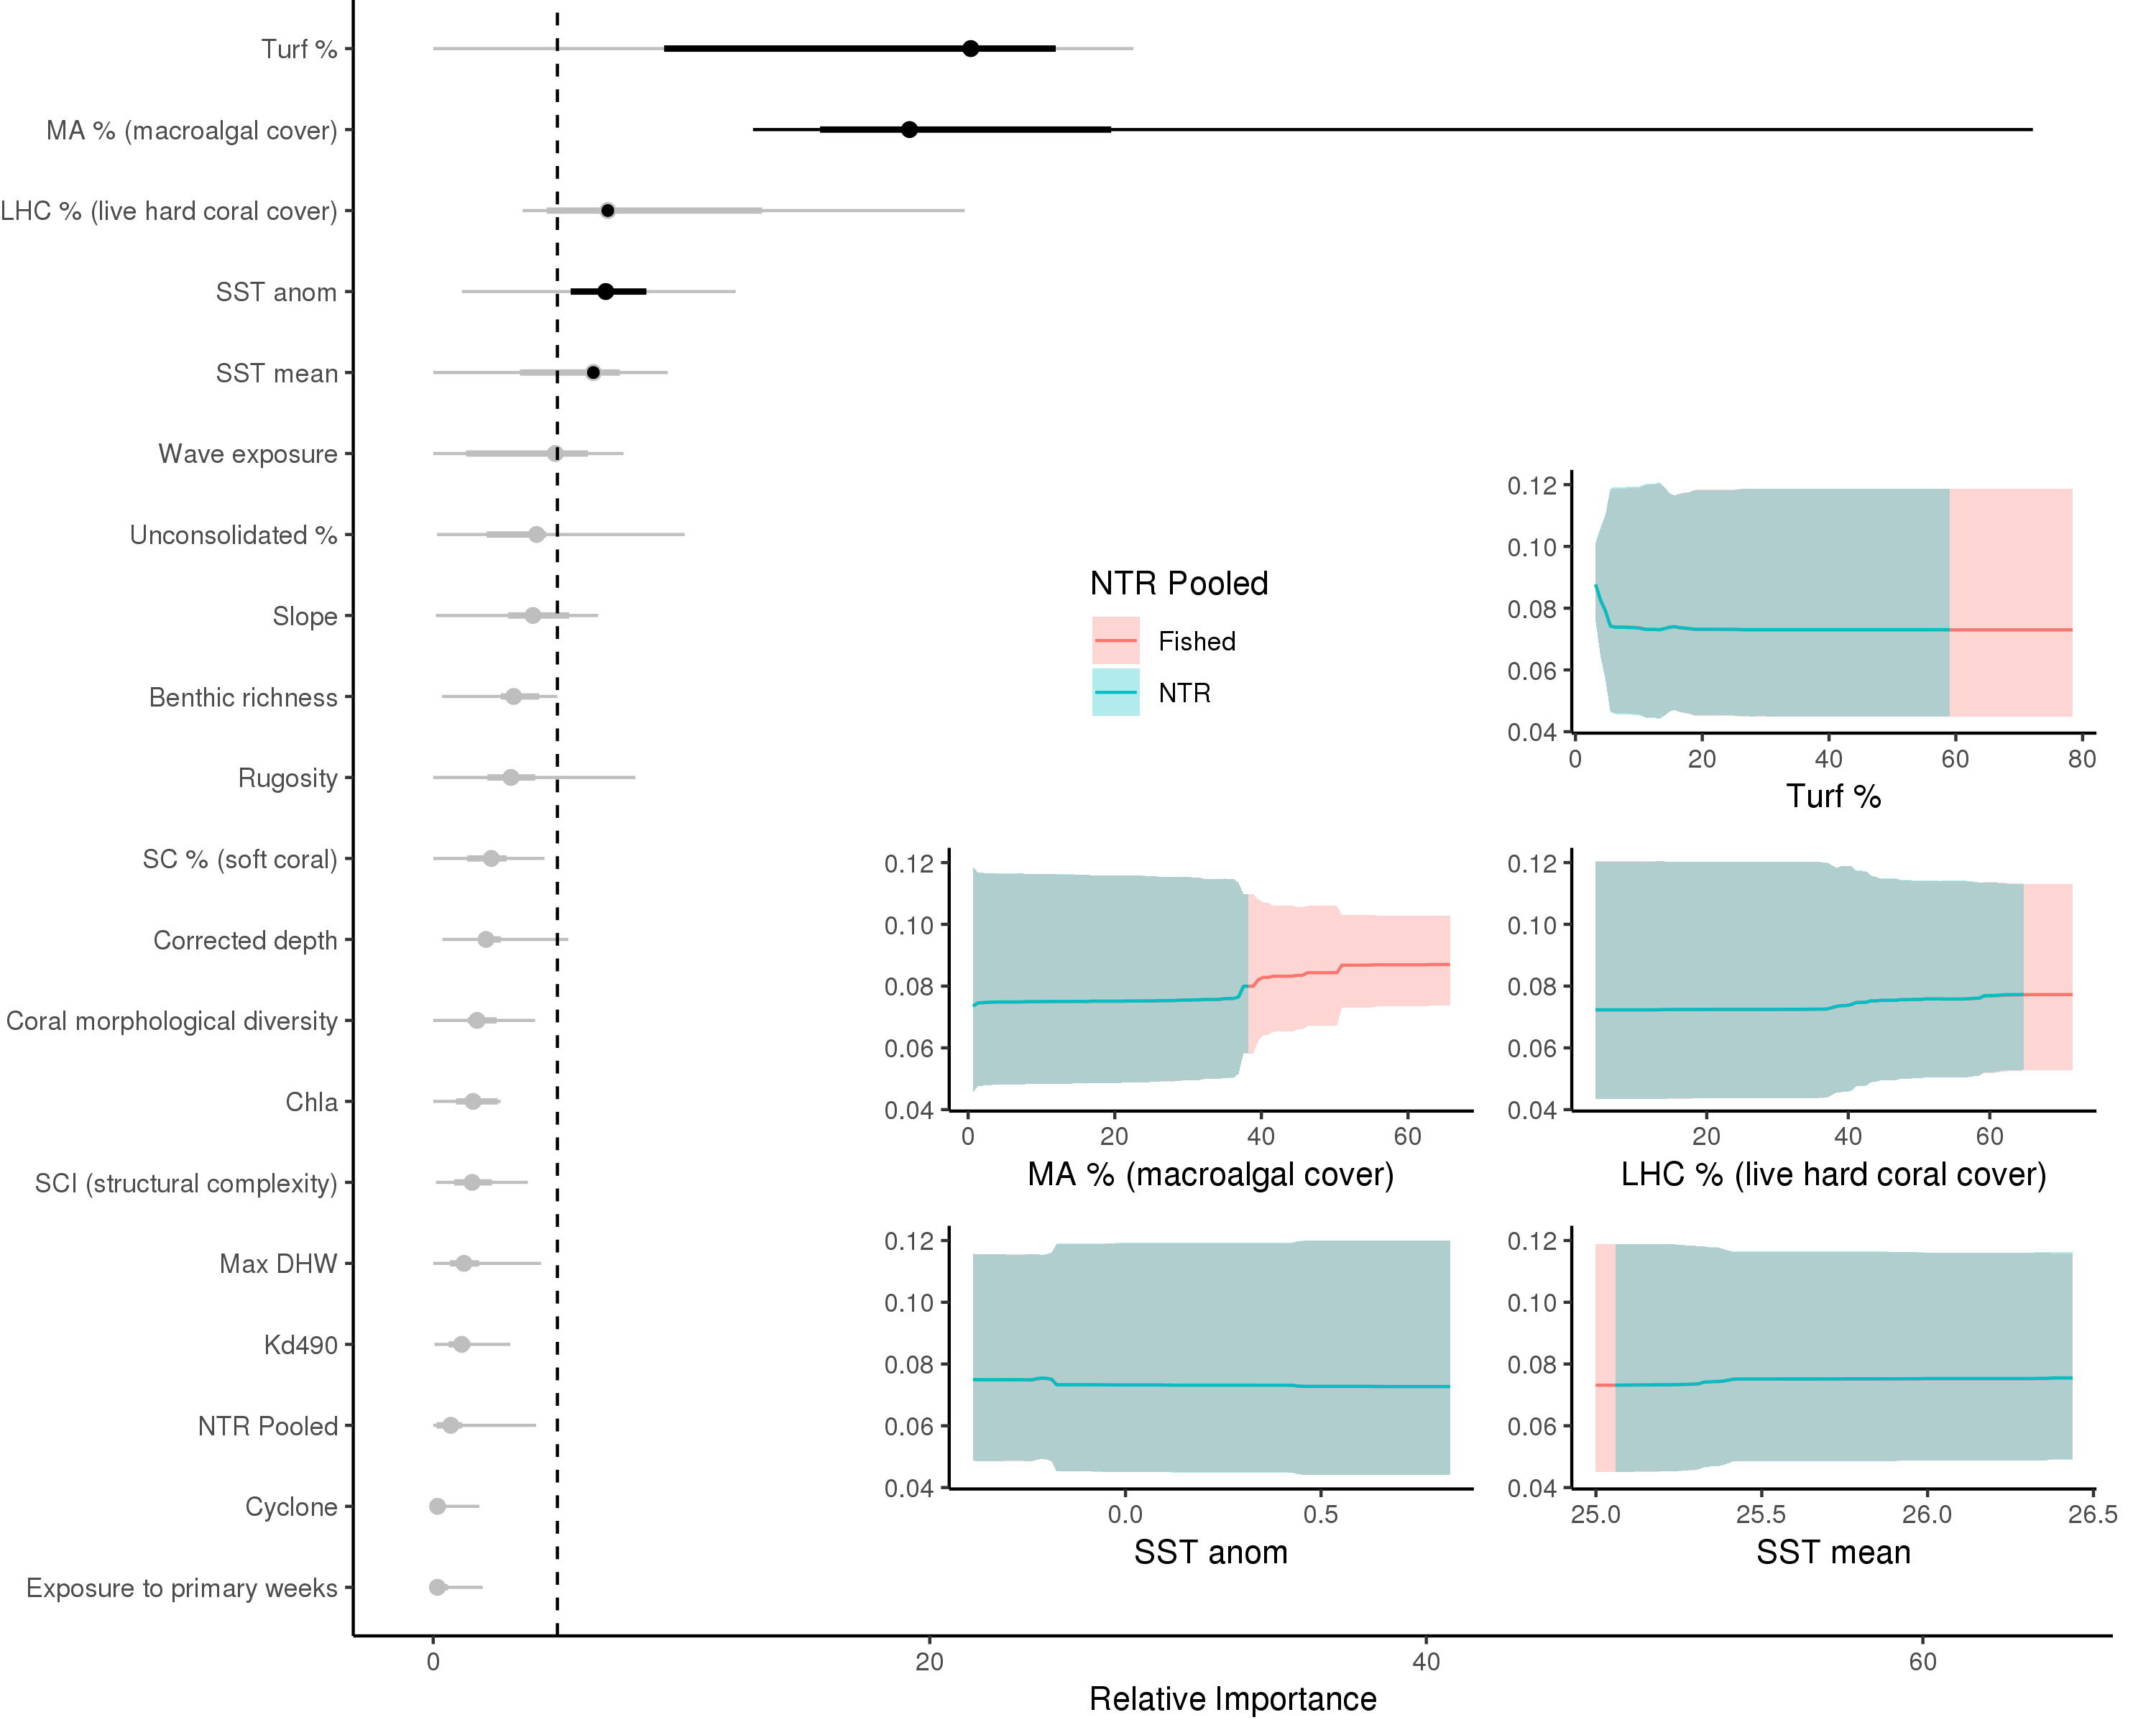 Turf %
MA % (macroalgal cover)
LHC % (live hard coral cover)
SST anom
SST mean
Wave exposure
Unconsolidated %
Slope
Benthic richness
Rugosity
SC % (soft coral)
Corrected depth
Coral morphological diversity
Chla
SCI (structural complexity)
Max DHW
Kd490
NTR Pooled
Cyclone
Exposure to primary weeks
0 20 40 60
Relative Importance
NTR Pooled
Fished
NTR
0.12
0.10
0.08
0.06
0.04
0 20 40 60 80
Turf %
0.12
0.10
0.08
0.06
0.04
0 20 40 60
MA % (macroalgal cover)
0.12
0.10
0.08
0.06
0.04
20 40 60
LHC % (live hard coral cover)
0.12
0.10
0.08
0.06
0.04
0.0 0.5
SST anom
0.12
0.10
0.08
0.06
0.04
25.0 25.5 26.0 26.5
SST mean